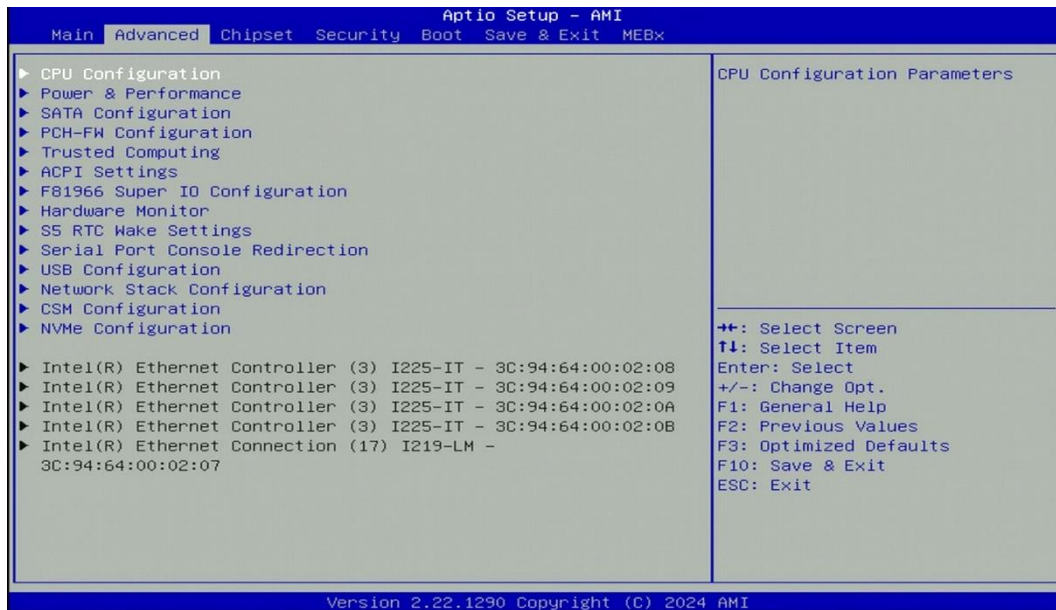 Aptio Setup – AMI
Main Advanced Chipset Security Boot Save & Exit MEBx
▶ CPU Configuration
▶ Power & Performance
▶ SATA Configuration
▶ PCH-FW Configuration
▶ Trusted Computing
▶ ACPI Settings
▶ F81966 Super IO Configuration
▶ Hardware Monitor
▶ S5 RTC Wake Settings
▶ Serial Port Console Redirection
▶ USB Configuration
▶ Network Stack Configuration
▶ CSM Configuration
▶ NVMe Configuration
▶ Intel(R) Ethernet Controller (3) I225-IT – 3C:94:64:00:02:08
▶ Intel(R) Ethernet Controller (3) I225-IT – 3C:94:64:00:02:09
▶ Intel(R) Ethernet Controller (3) I225-IT – 3C:94:64:00:02:0A
▶ Intel(R) Ethernet Controller (3) I225-IT – 3C:94:64:00:02:0B
▶ Intel(R) Ethernet Connection (17) I219-LM –
3C:94:64:00:02:07
CPU Configuration Parameters
→←: Select Screen
↑↓: Select Item
Enter: Select
+/-: Change Opt.
F1: General Help
F2: Previous Values
F3: Optimized Defaults
F10: Save & Exit
ESC: Exit
Version 2.22.1290 Copyright (C) 2024 AMI